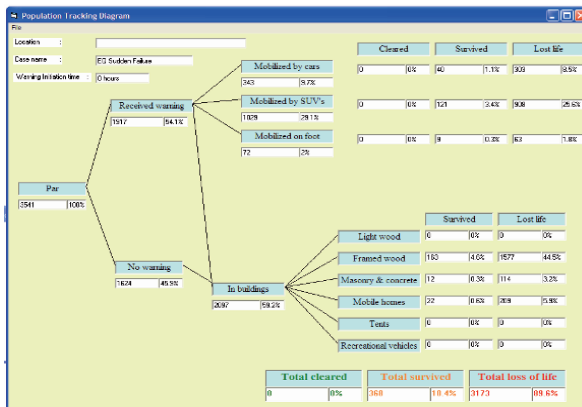 Population Tracking Diagram
File
Location :
Case name : EG Sudden Failure
Warning Initiation time : 0 hours
Cleared Survived Lost life
Mobilized by cars
343 9.7% 0 0% 40 1.1% 303 8.5%
Mobilized by SUV's
1029 29.1% 0 0% 121 3.4% 908 25.6%
Mobilized on foot
72 2% 0 0% 9 0.3% 63 1.8%
Received warning
1917 54.1%
Par
3541 100%
No warning
1624 45.9%
In buildings
2097 59.2%
Survived Lost life
Light wood 0 0% 0 0%
Framed wood 163 4.6% 1577 44.5%
Masonry & concrete 12 0.3% 114 3.2%
Mobile homes 22 0.6% 209 5.9%
Tents 0 0% 0 0%
Recreational vehicles 0 0% 0 0%
Total cleared Total survived Total loss of life
0 0% 368 10.4% 3173 89.6%